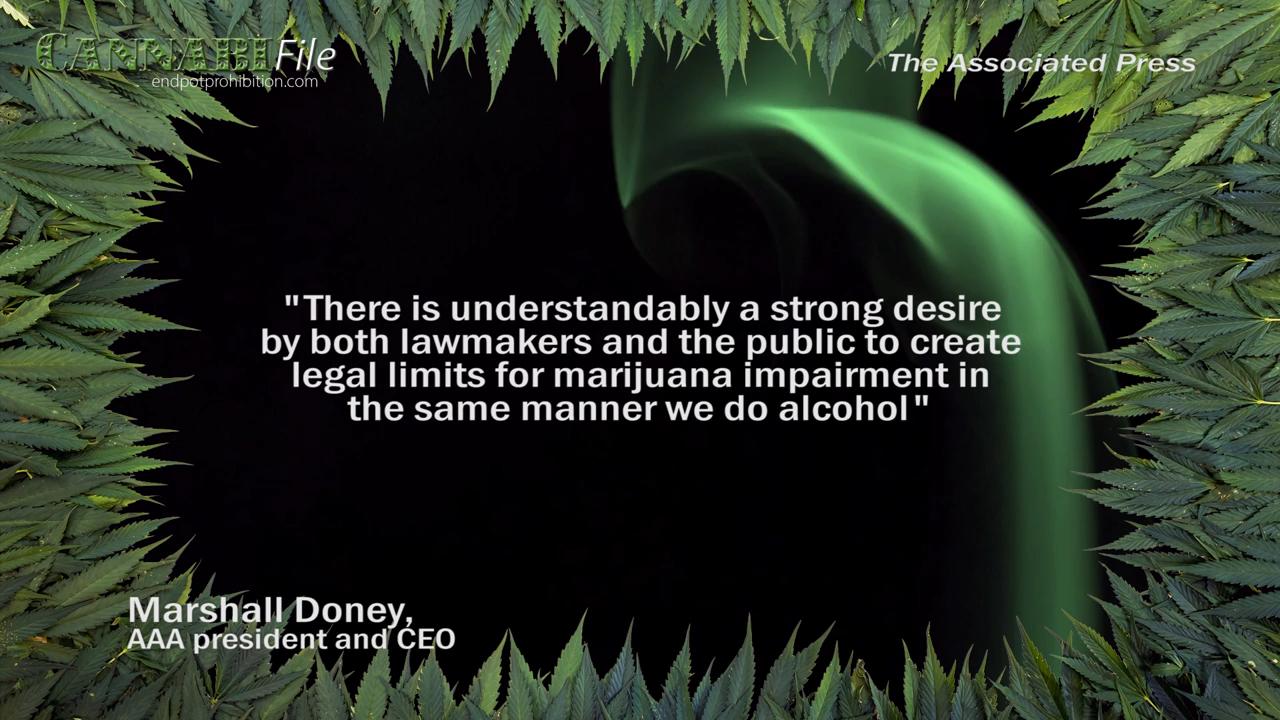 CANNABIFile
endpotprohibition.com
The Associated Press
"There is understandably a strong desire
by both lawmakers and the public to create
legal limits for marijuana impairment in
the same manner we do alcohol"
Marshall Doney,
AAA president and CEO